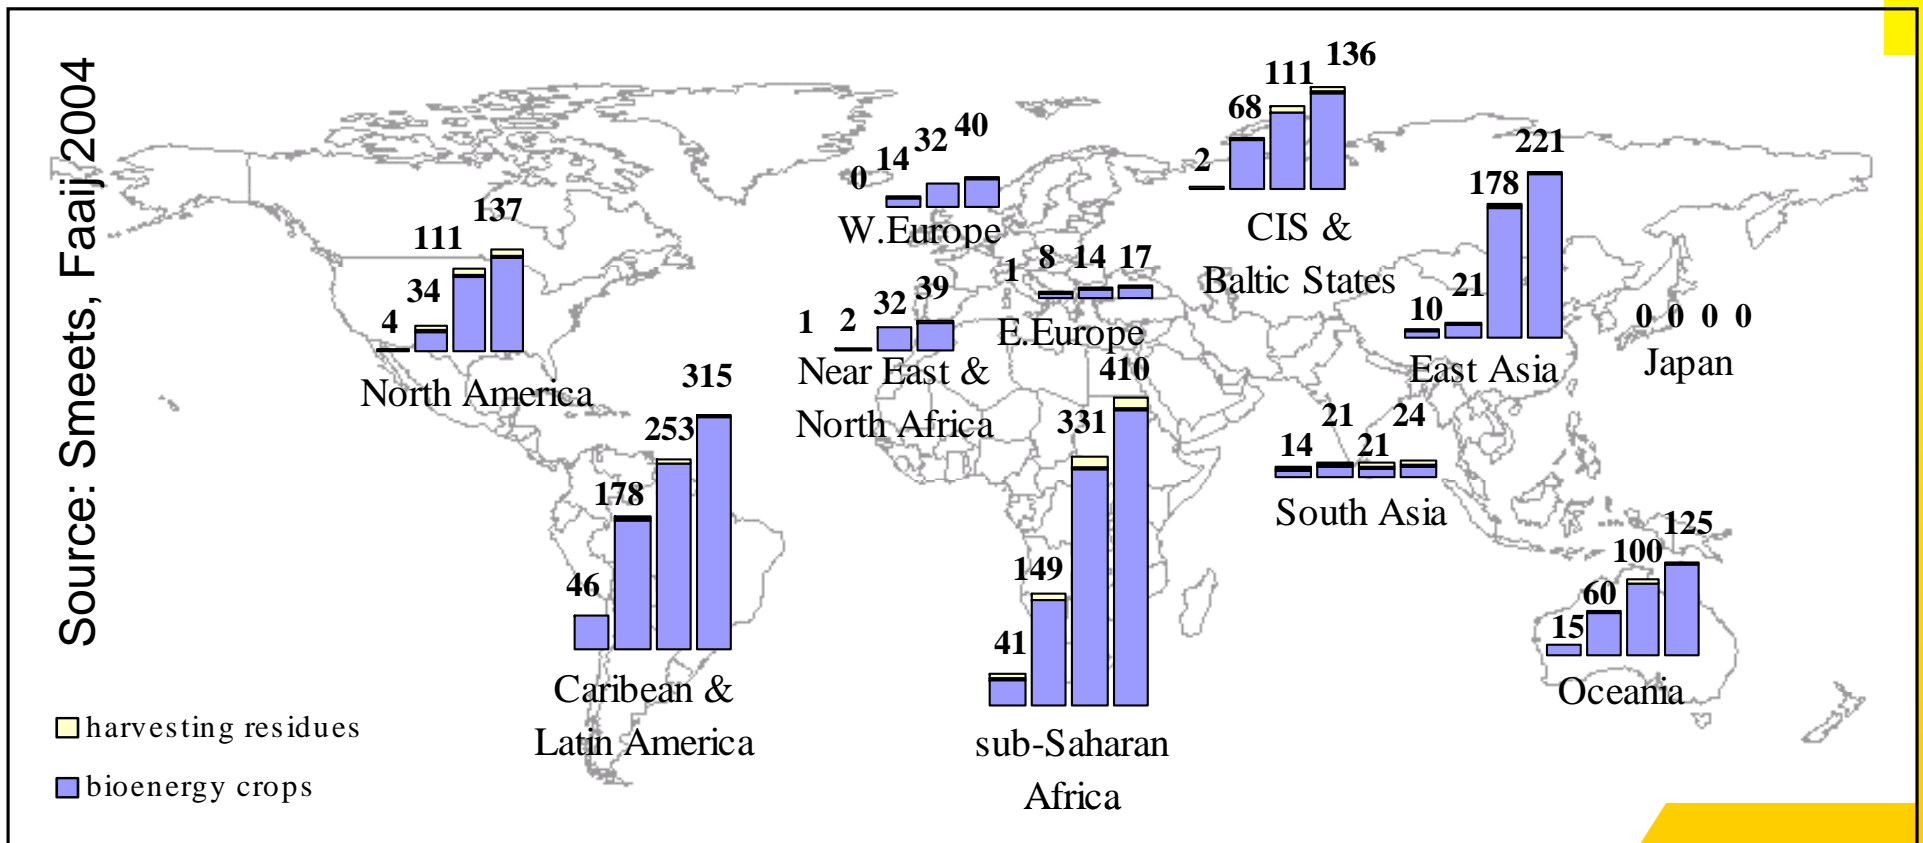 Source: Smeets, Faaij 2004
0 14 32 40
W.Europe
2 68 111 136
CIS &
Baltic States
10 21 178 221
East Asia
0 0 0 0
Japan
4 34 111 137
North America
1 2 32 39
Near East &
North Africa
1 8 14 17
E.Europe
46 178 253 315
Caribean &
Latin America
41 149 331 410
sub-Saharan
Africa
14 21 21 24
South Asia
15 60 100 125
Oceania
harvesting residues
bioenergy crops